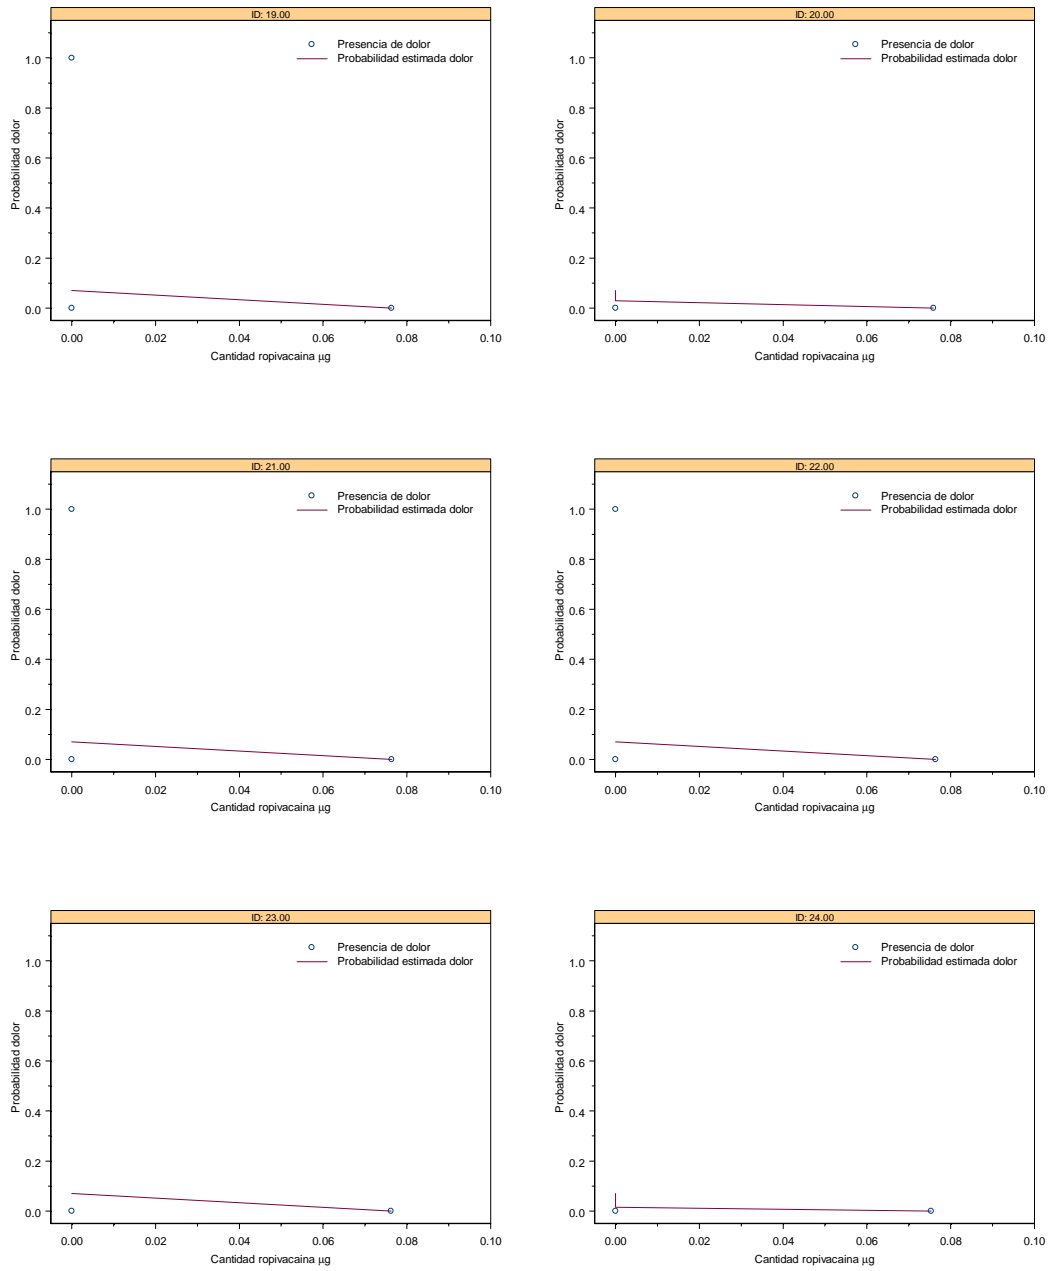 ID: 19.00
Presencia de dolor
Probabilidad estimada dolor
1.0
0.8
0.6
0.4
0.2
0.0
Probabilidad dolor
0.00 0.02 0.04 0.06 0.08 0.10
Cantidad ropivacaina µg
ID: 20.00
Presencia de dolor
Probabilidad estimada dolor
1.0
0.8
0.6
0.4
0.2
0.0
Probabilidad dolor
0.00 0.02 0.04 0.06 0.08 0.10
Cantidad ropivacaina µg
ID: 21.00
Presencia de dolor
Probabilidad estimada dolor
1.0
0.8
0.6
0.4
0.2
0.0
Probabilidad dolor
0.00 0.02 0.04 0.06 0.08 0.10
Cantidad ropivacaina µg
ID: 22.00
Presencia de dolor
Probabilidad estimada dolor
1.0
0.8
0.6
0.4
0.2
0.0
Probabilidad dolor
0.00 0.02 0.04 0.06 0.08 0.10
Cantidad ropivacaina µg
ID: 23.00
Presencia de dolor
Probabilidad estimada dolor
1.0
0.8
0.6
0.4
0.2
0.0
Probabilidad dolor
0.00 0.02 0.04 0.06 0.08 0.10
Cantidad ropivacaina µg
ID: 24.00
Presencia de dolor
Probabilidad estimada dolor
1.0
0.8
0.6
0.4
0.2
0.0
Probabilidad dolor
0.00 0.02 0.04 0.06 0.08 0.10
Cantidad ropivacaina µg